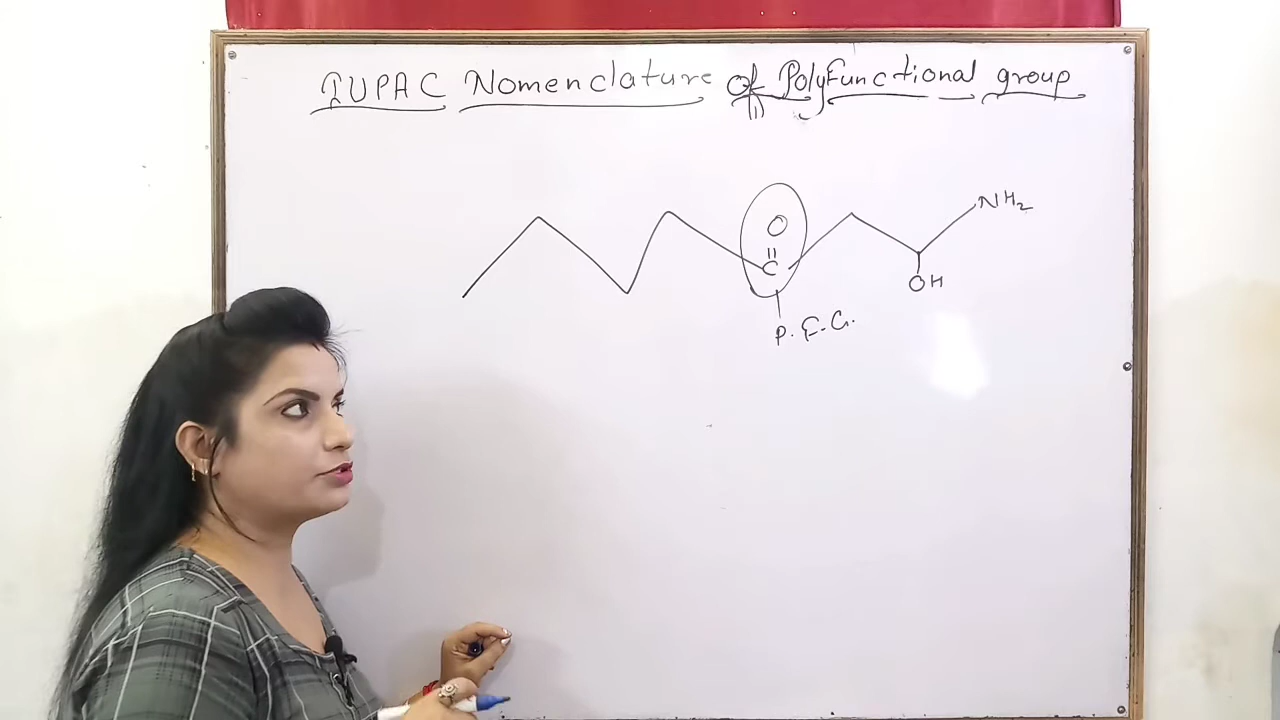 IUPAC Nomenclature of PolyFunctional group
O
C
NH2
OH
P.F.G.